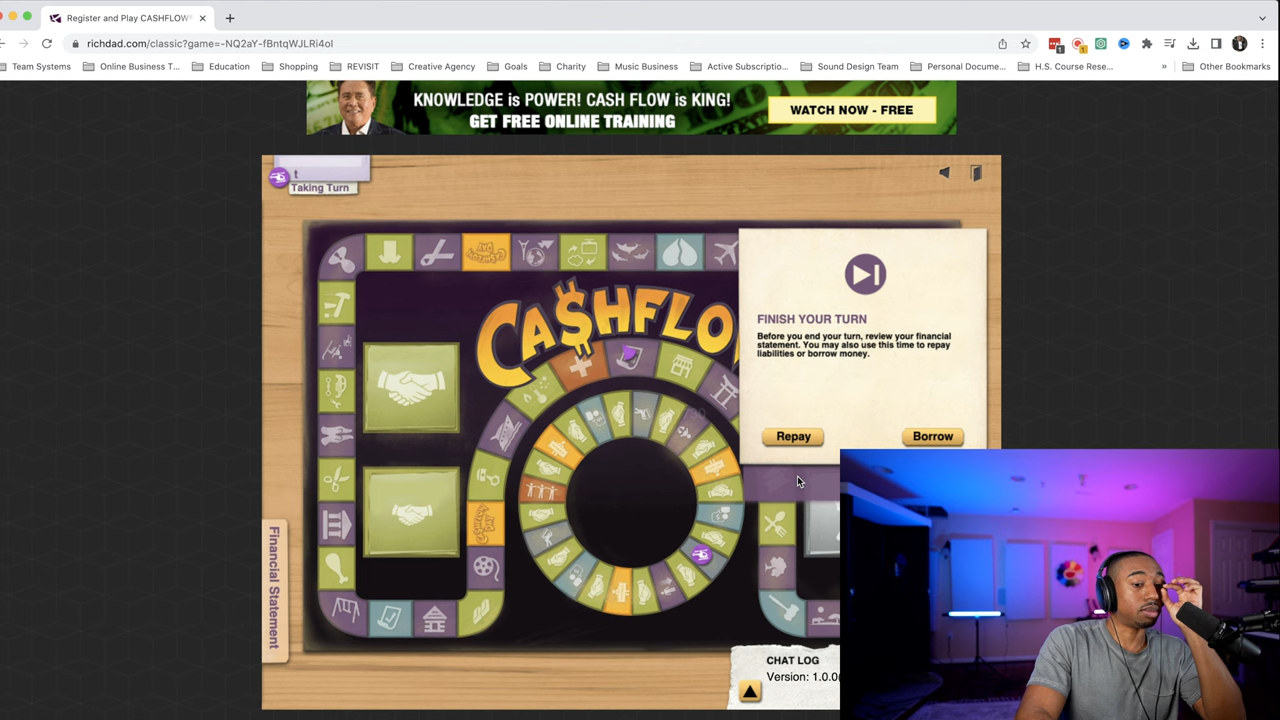 Register and Play CASHFLOW
richdad.com/classic?game=-NQ2aY-fBntqWJLRi4oI
Team Systems
Online Business T...
Education
Shopping
REVISIT
Creative Agency
Goals
Charity
Music Business
Active Subscriptio...
Sound Design Team
Personal Docume...
H.S. Course Rese...
»
Other Bookmarks
KNOWLEDGE is POWER! CASH FLOW is KING!
GET FREE ONLINE TRAINING
WATCH NOW - FREE
t
Taking Turn
CA$HFLO
FINISH YOUR TURN
Before you end your turn, review your financial
statement. You may also use this time to repay
liabilities or borrow money.
Repay
Borrow
Financial Statement
CHAT LOG
Version: 1.0.0